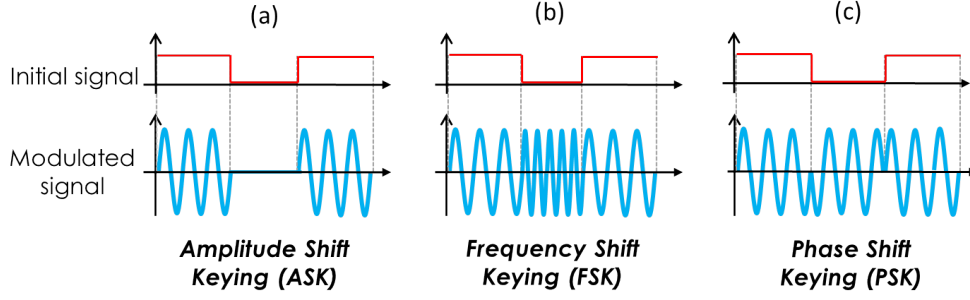 (a)
(b)
(c)
Initial signal
Modulated
signal
Amplitude Shift
Keying (ASK)
Frequency Shift
Keying (FSK)
Phase Shift
Keying (PSK)